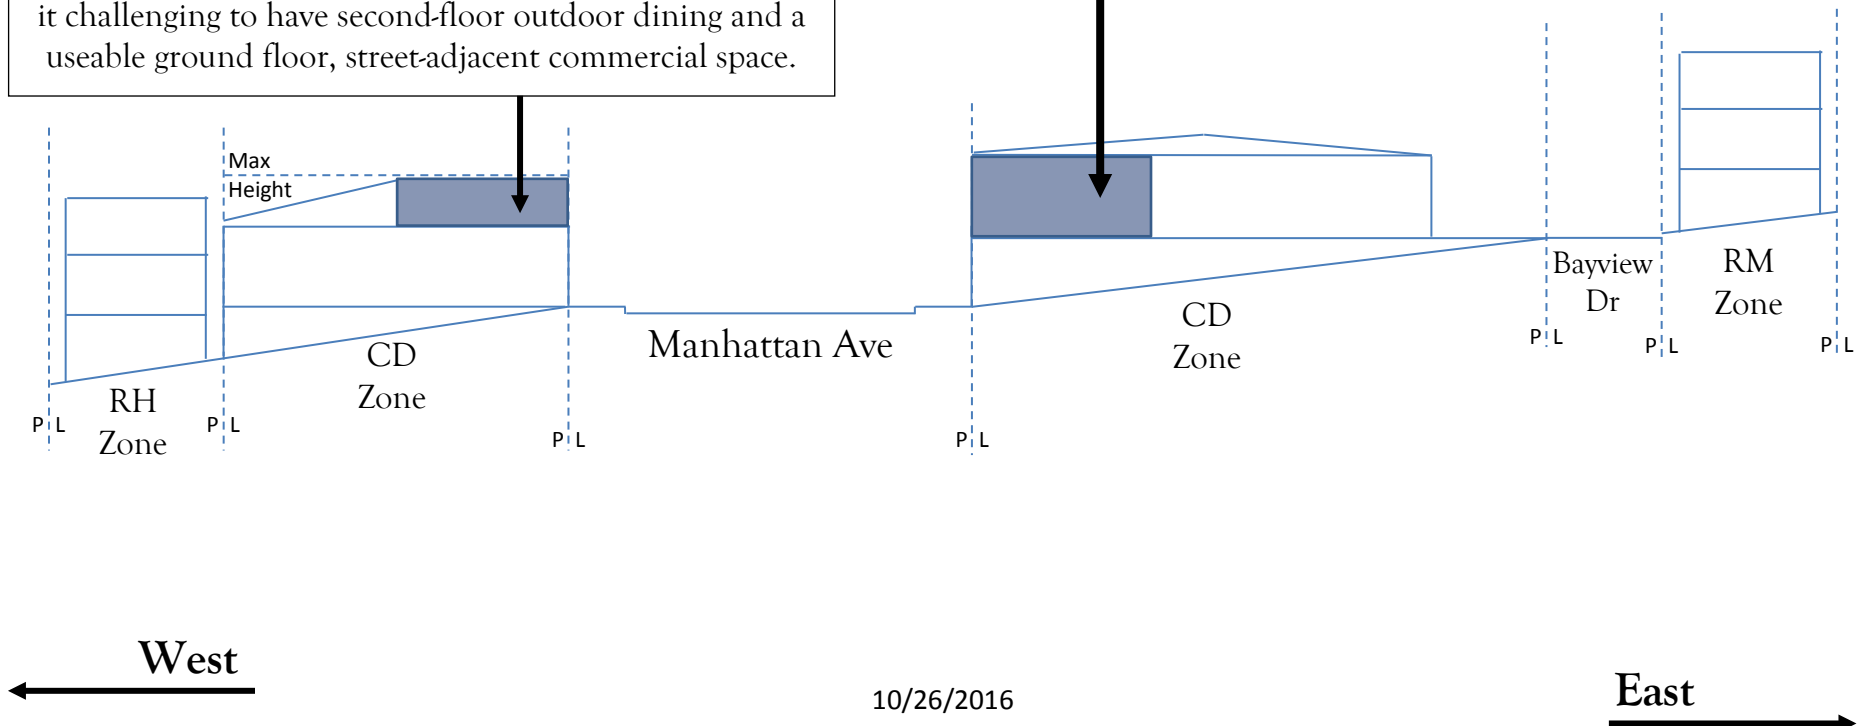 it challenging to have second-floor outdoor dining and a
useable ground floor, street-adjacent commercial space.
Max
Height
Bayview
Dr
RM
Zone
CD
Zone
Manhattan Ave
CD
Zone
RH
Zone
P L
P L
P L
P L
P L
P L
P L
West
East
10/26/2016